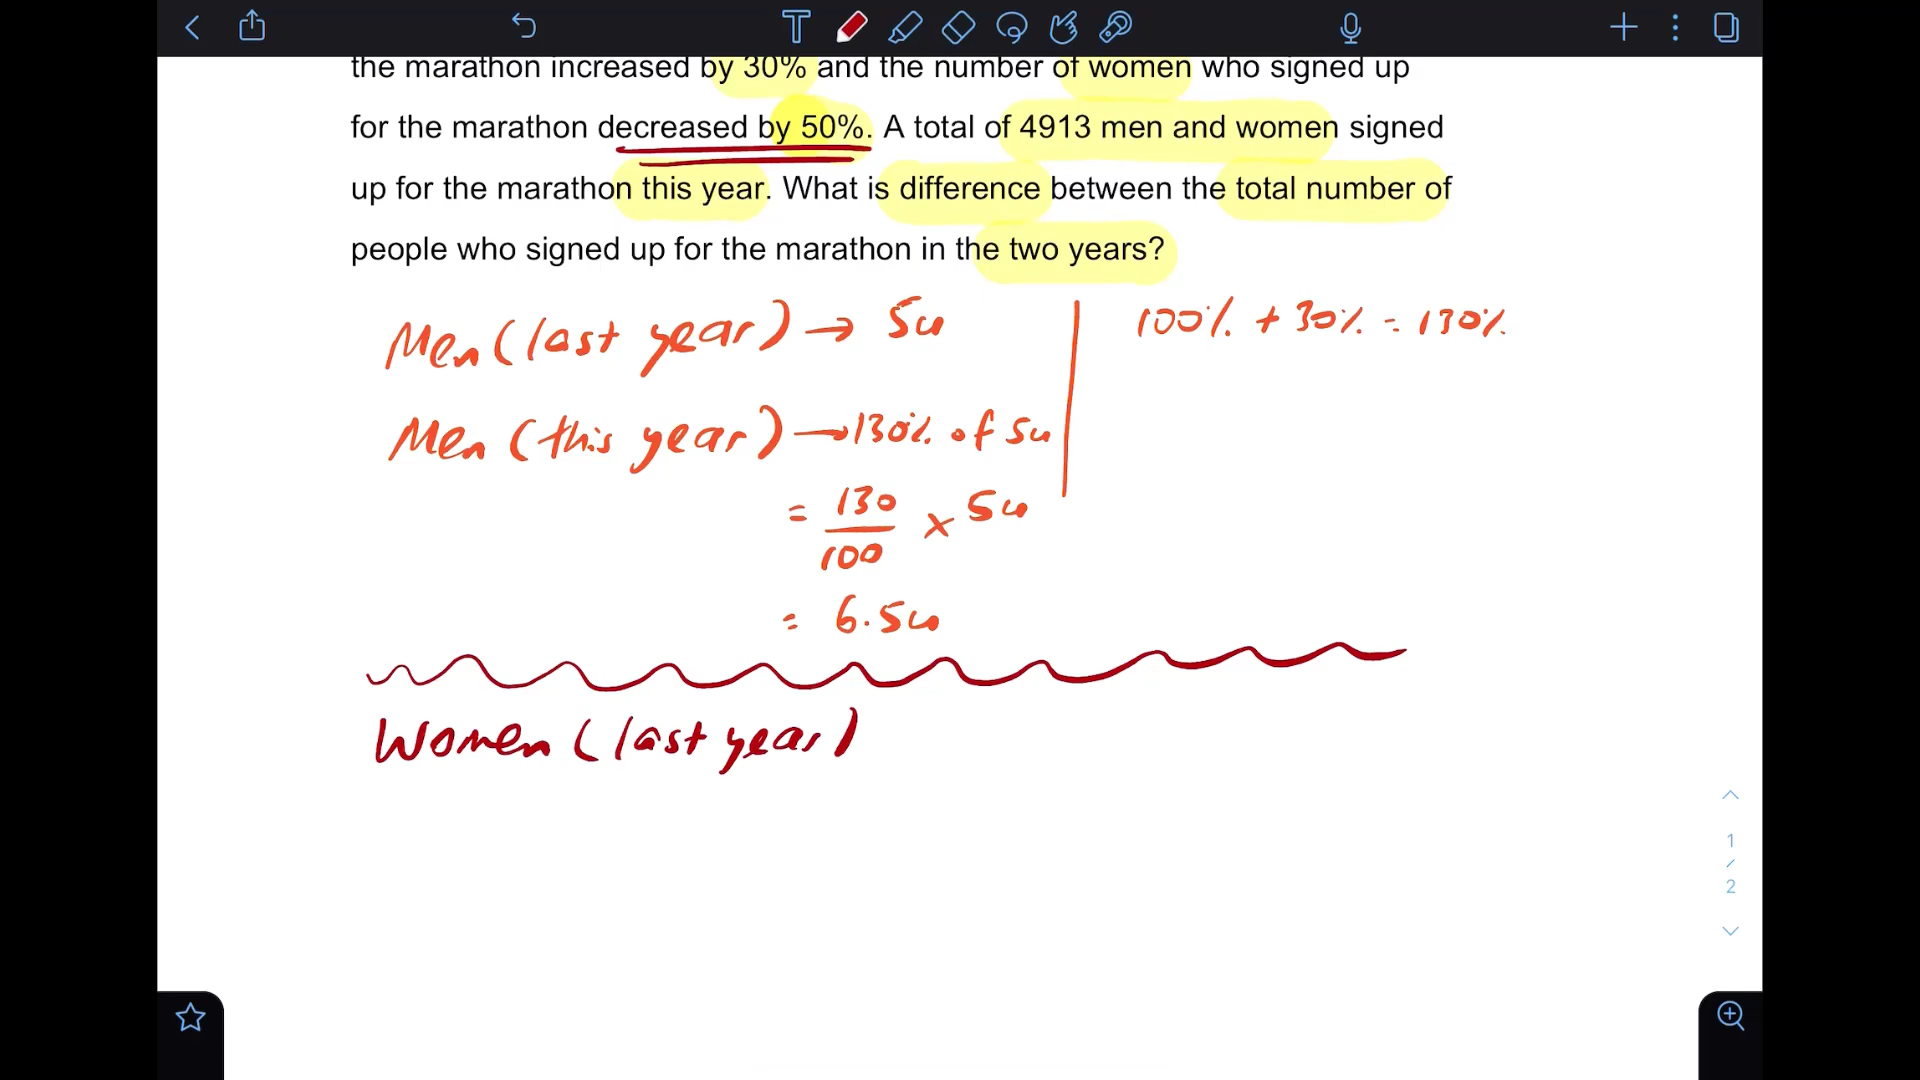 the marathon increased by 30% and the number of women who signed up
for the marathon decreased by 50%. A total of 4913 men and women signed
up for the marathon this year. What is difference between the total number of
people who signed up for the marathon in the two years?
Men (last year) → 5u
100% + 30% = 130%
Men (this year) → 130% of 5u
= 130/100 × 5u
= 6.5u
Women (last year)
1
/
2